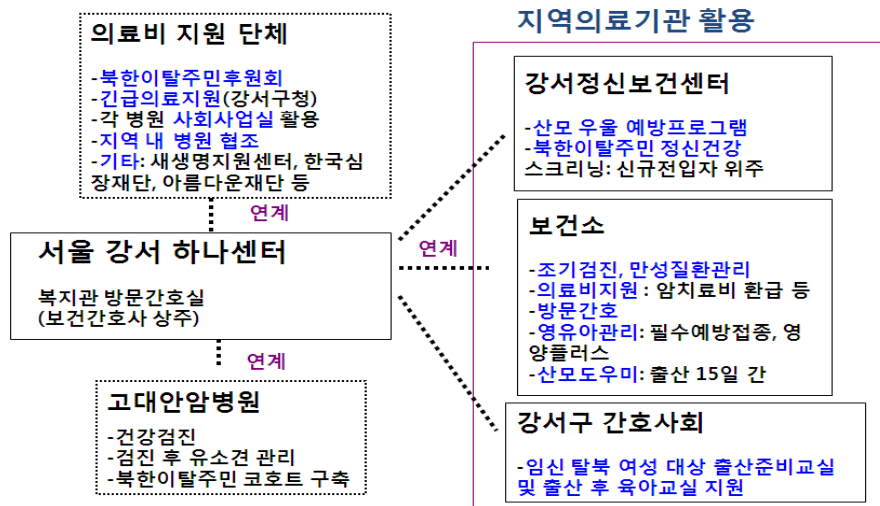 지역의료기관 활용
의료비 지원 단체
-북한이탈주민후원회
-긴급의료지원(강서구청)
-각 병원 사회사업실 활용
-지역 내 병원 협조
-기타: 새생명지원센터, 한국심
장재단, 아름다운재단 등
연계
서울 강서 하나센터
복지관 방문간호실
(보건간호사 상주)
연계
고대안암병원
-건강검진
-검진 후 유소견 관리
-북한이탈주민 코호트 구축
연계
강서정신보건센터
-산모 우울 예방프로그램
-북한이탈주민 정신건강
스크리닝: 신규전입자 위주
보건소
-조기검진, 만성질환관리
-의료비지원 : 암치료비 환급 등
-방문간호
-영유아관리: 필수예방접종, 영
양플러스
-산모도우미: 출산 15일 간
강서구 간호사회
-임신 탈북 여성 대상 출산준비교실
및 출산 후 육아교실 지원